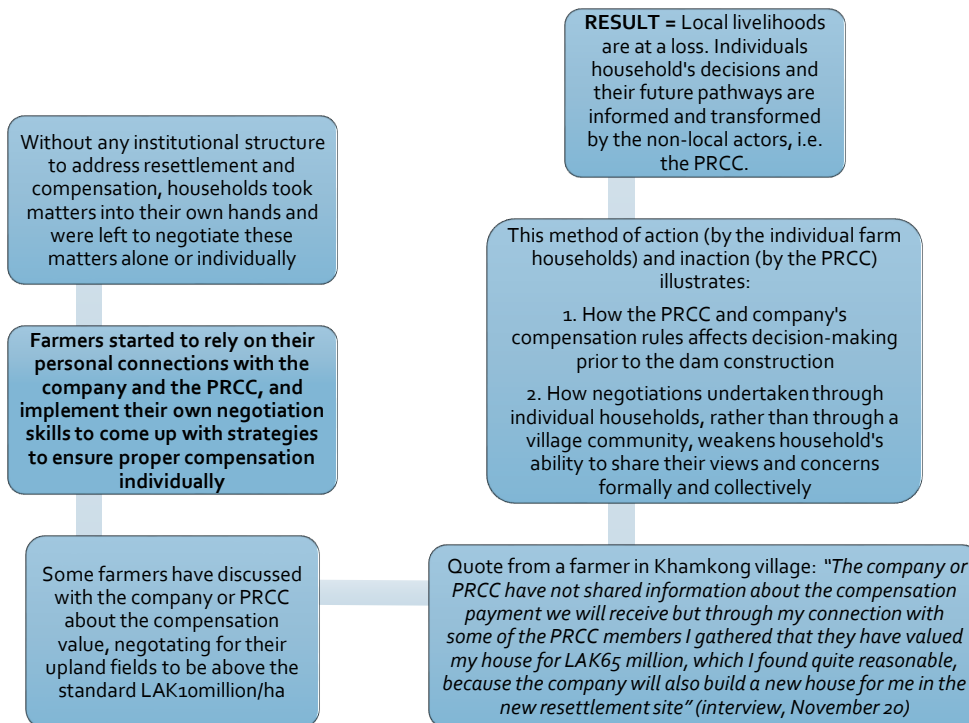 Without any institutional structure
to address resettlement and
compensation, households took
matters into their own hands and
were left to negotiate these
matters alone or individually
Farmers started to rely on their
personal connections with the
company and the PRCC, and
implement their own negotiation
skills to come up with strategies
to ensure proper compensation
individually
Some farmers have discussed
with the company or PRCC
about the compensation
value, negotating for their
upland fields to be above the
standard LAK10million/ha
Quote from a farmer in Khamkong village: "The company or
PRCC have not shared information about the compensation
payment we will receive but through my connection with
some of the PRCC members I gathered that they have valued
my house for LAK65 million, which I found quite reasonable,
because the company will also build a new house for me in the
new resettlement site" (interview, November 20)
This method of action (by the individual farm
households) and inaction (by the PRCC)
illustrates:
1. How the PRCC and company's
compensation rules affects decision-making
prior to the dam construction
2. How negotiations undertaken through
individual households, rather than through a
village community, weakens household's
ability to share their views and concerns
formally and collectively
RESULT = Local livelihoods
are at a loss. Individuals
household's decisions and
their future pathways are
informed and transformed
by the non-local actors, i.e.
the PRCC.